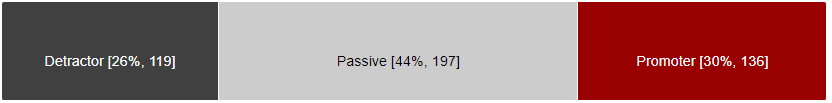 Detractor [26%, 119] Passive [44%, 197] Promoter [30%, 136]